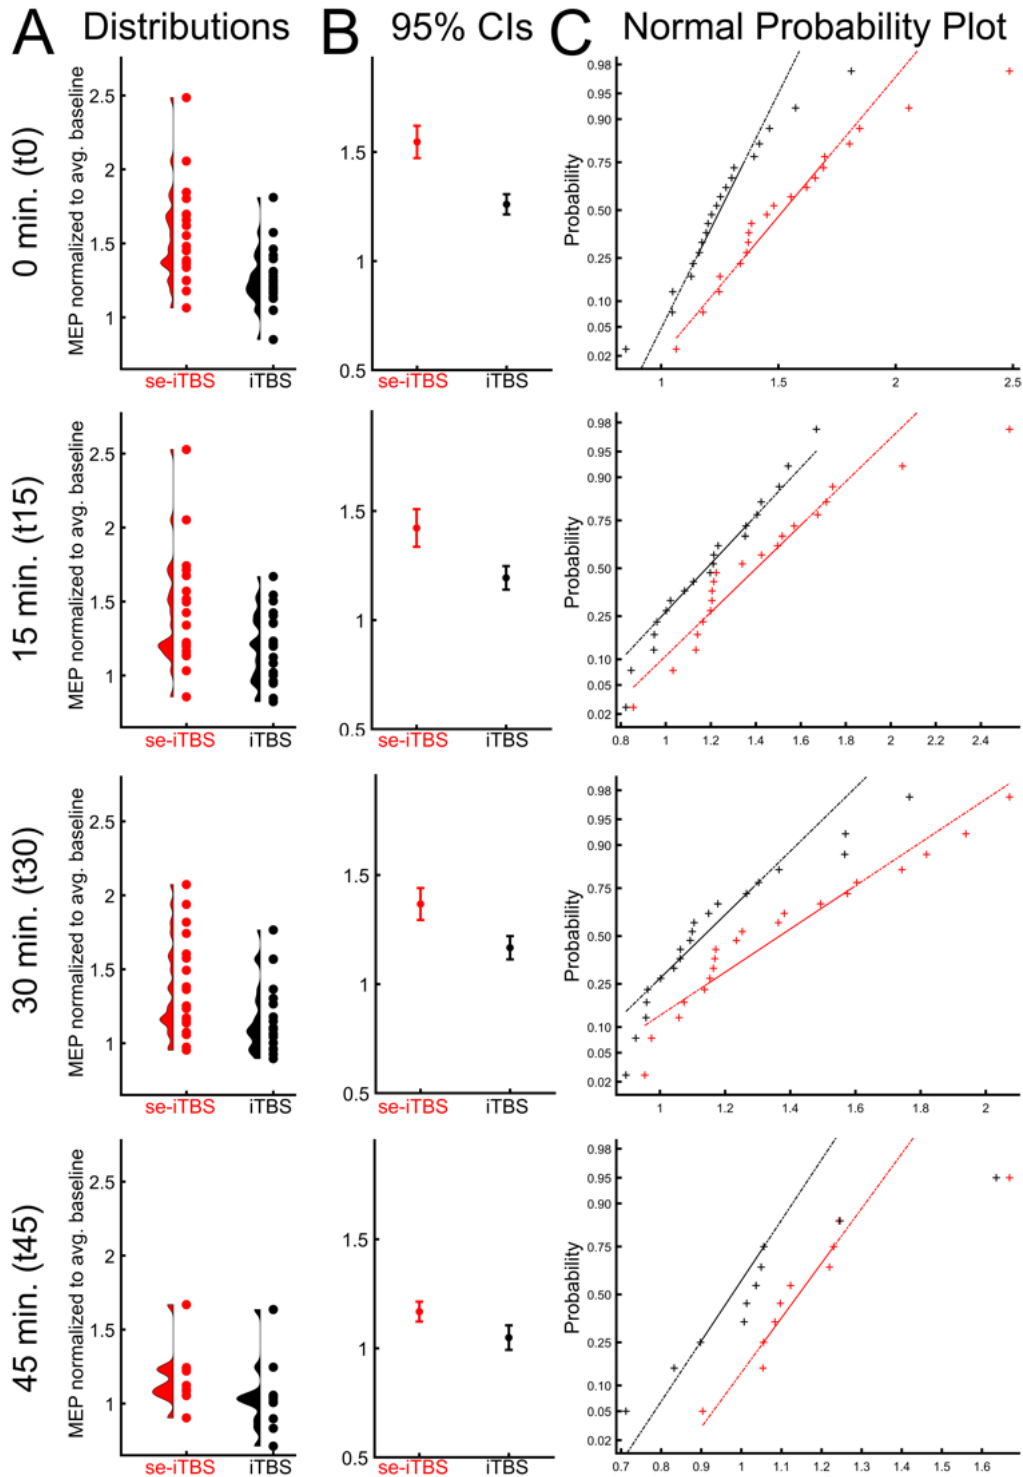 A Distributions B 95% CIs C Normal Probability Plot
0 min. (t0)
MEP normalized to avg. baseline
2.5
2
1.5
1
se-iTBS iTBS
1.5
1
0.5
se-iTBS iTBS
Probability
0.98
0.95
0.90
0.75
0.50
0.25
0.10
0.05
0.02
1 1.5 2 2.5
15 min. (t15)
MEP normalized to avg. baseline
2.5
2
1.5
1
se-iTBS iTBS
1.5
1
0.5
se-iTBS iTBS
Probability
0.98
0.95
0.90
0.75
0.50
0.25
0.10
0.05
0.02
0.8 1 1.2 1.4 1.6 1.8 2 2.2 2.4
30 min. (t30)
MEP normalized to avg. baseline
2.5
2
1.5
1
se-iTBS iTBS
1.5
1
0.5
se-iTBS iTBS
Probability
0.98
0.95
0.90
0.75
0.50
0.25
0.10
0.05
0.02
1 1.2 1.4 1.6 1.8 2
45 min. (t45)
MEP normalized to avg. baseline
2.5
2
1.5
1
se-iTBS iTBS
1.5
1
0.5
se-iTBS iTBS
Probability
0.98
0.95
0.90
0.75
0.50
0.25
0.10
0.05
0.02
0.7 0.8 0.9 1 1.1 1.2 1.3 1.4 1.5 1.6